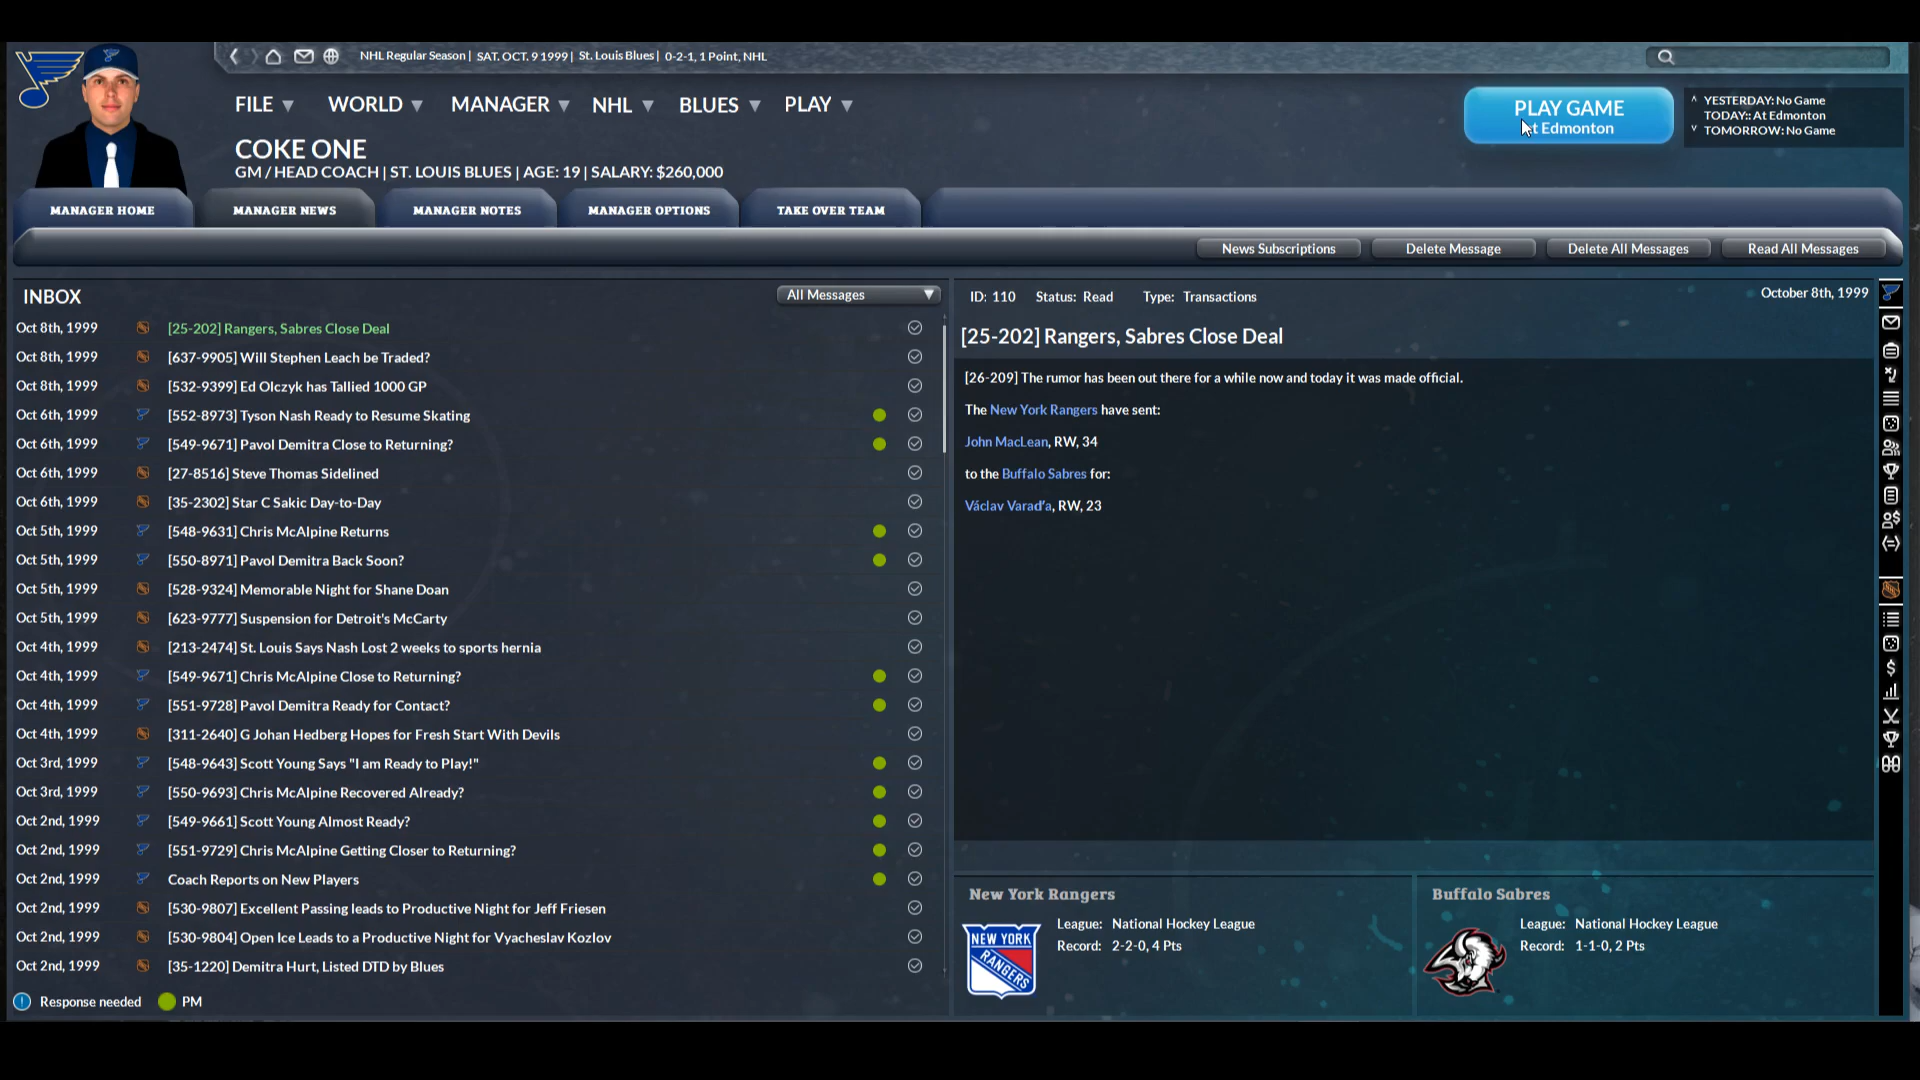 NHL Regular Season | SAT. OCT. 9 1999 | St. Louis Blues | 0-2-1, 1 Point, NHL
FILE WORLD MANAGER NHL BLUES PLAY
COKE ONE
GM / HEAD COACH | ST. LOUIS BLUES | AGE: 19 | SALARY: $260,000
PLAY GAME
t Edmonton
YESTERDAY: No Game
TODAY:: At Edmonton
TOMORROW: No Game
MANAGER HOME
MANAGER NEWS
MANAGER NOTES
MANAGER OPTIONS
TAKE OVER TEAM
News Subscriptions
Delete Message
Delete All Messages
Read All Messages
INBOX
All Messages
Oct 8th, 1999 [25-202] Rangers, Sabres Close Deal
Oct 8th, 1999 [637-9905] Will Stephen Leach be Traded?
Oct 8th, 1999 [532-9399] Ed Olczyk has Tallied 1000 GP
Oct 6th, 1999 [552-8973] Tyson Nash Ready to Resume Skating
Oct 6th, 1999 [549-9671] Pavol Demitra Close to Returning?
Oct 6th, 1999 [27-8516] Steve Thomas Sidelined
Oct 6th, 1999 [35-2302] Star C Sakic Day-to-Day
Oct 5th, 1999 [548-9631] Chris McAlpine Returns
Oct 5th, 1999 [550-8971] Pavol Demitra Back Soon?
Oct 5th, 1999 [528-9324] Memorable Night for Shane Doan
Oct 5th, 1999 [623-9777] Suspension for Detroit's McCarty
Oct 4th, 1999 [213-2474] St. Louis Says Nash Lost 2 weeks to sports hernia
Oct 4th, 1999 [549-9671] Chris McAlpine Close to Returning?
Oct 4th, 1999 [551-9728] Pavol Demitra Ready for Contact?
Oct 4th, 1999 [311-2640] G Johan Hedberg Hopes for Fresh Start With Devils
Oct 3rd, 1999 [548-9643] Scott Young Says "I am Ready to Play!"
Oct 3rd, 1999 [550-9693] Chris McAlpine Recovered Already?
Oct 2nd, 1999 [549-9661] Scott Young Almost Ready?
Oct 2nd, 1999 [551-9729] Chris McAlpine Getting Closer to Returning?
Oct 2nd, 1999 Coach Reports on New Players
Oct 2nd, 1999 [530-9807] Excellent Passing leads to Productive Night for Jeff Friesen
Oct 2nd, 1999 [530-9804] Open Ice Leads to a Productive Night for Vyacheslav Kozlov
Oct 2nd, 1999 [35-1220] Demitra Hurt, Listed DTD by Blues
Response needed PM
ID: 110 Status: Read Type: Transactions
October 8th, 1999
[25-202] Rangers, Sabres Close Deal
[26-209] The rumor has been out there for a while now and today it was made official.
The New York Rangers have sent:
John MacLean, RW, 34
to the Buffalo Sabres for:
Václav Varaďa, RW, 23
New York Rangers
NEW YORK
RANGERS
League: National Hockey League
Record: 2-2-0, 4 Pts
Buffalo Sabres
League: National Hockey League
Record: 1-1-0, 2 Pts